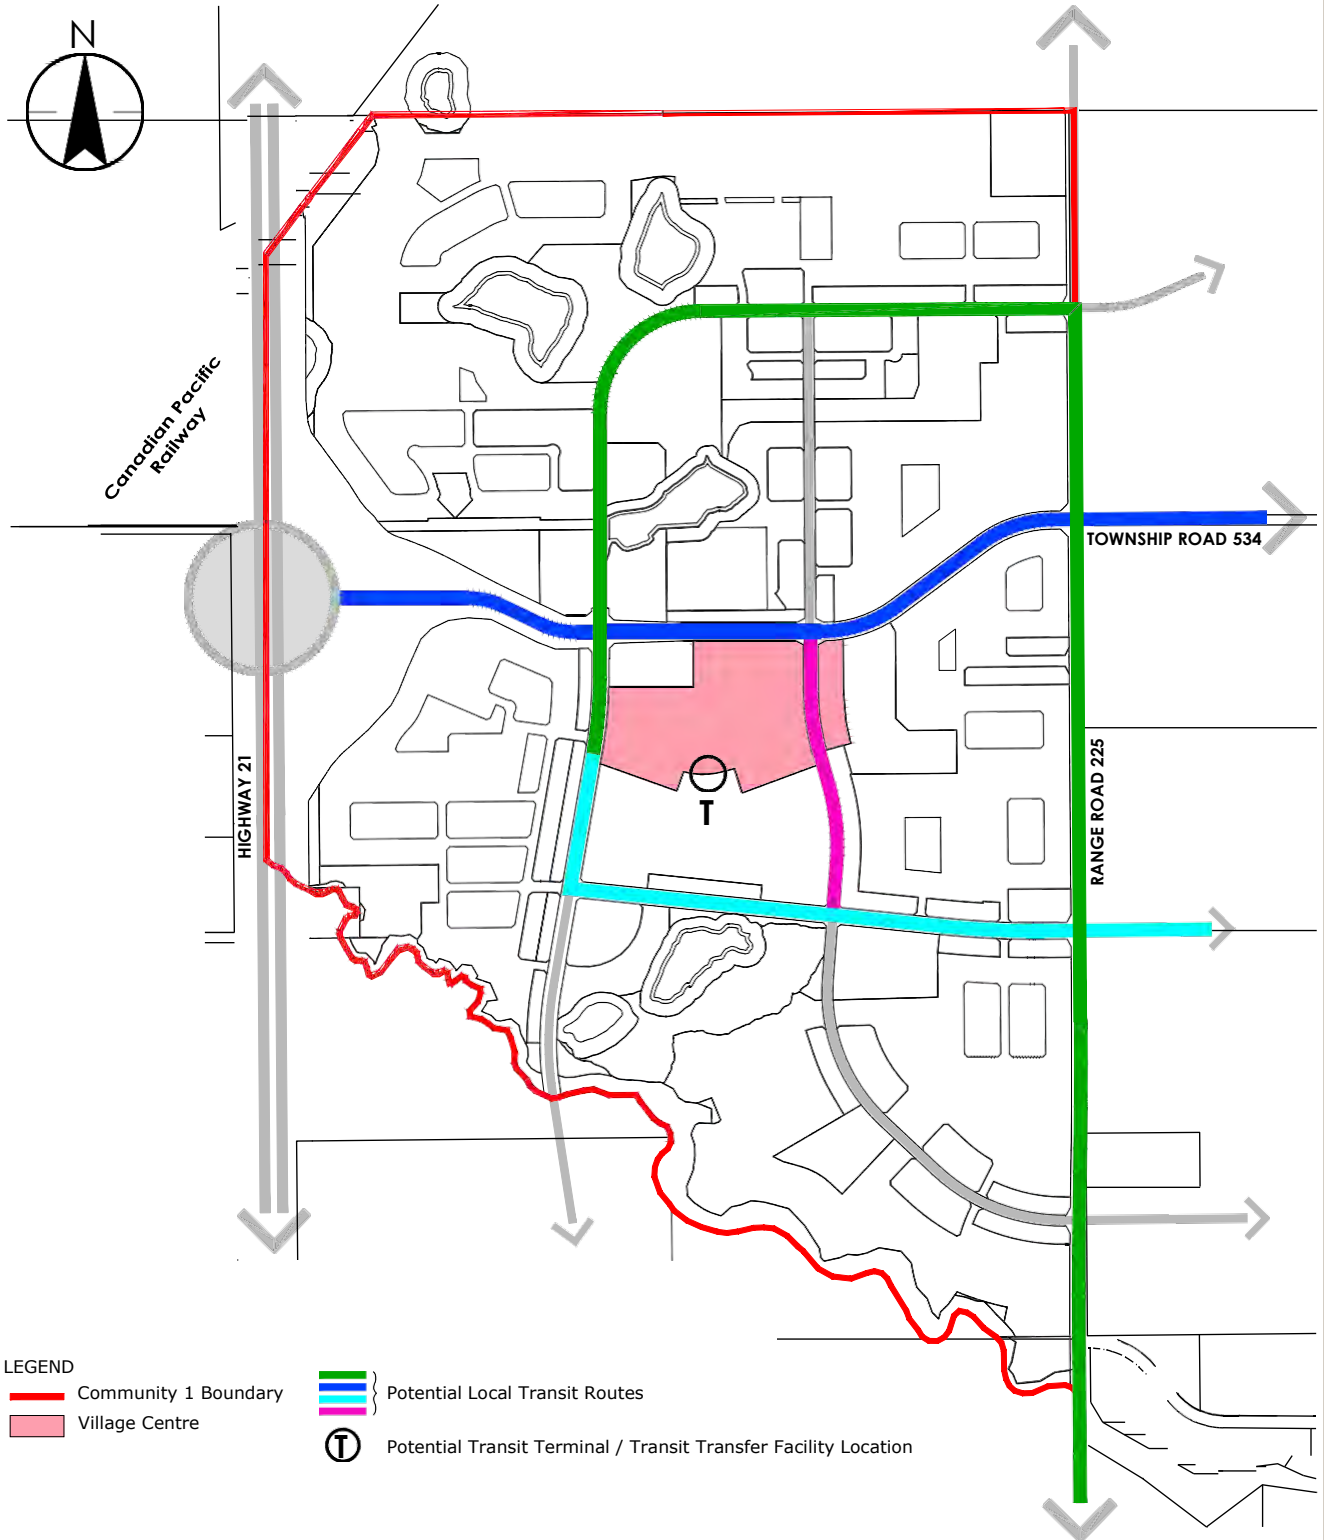 N
Canadian Pacific
Railway
TOWNSHIP ROAD 534
HIGHWAY 21
RANGE ROAD 225
T
LEGEND
Community 1 Boundary
Village Centre
Potential Local Transit Routes
T
Potential Transit Terminal / Transit Transfer Facility Location